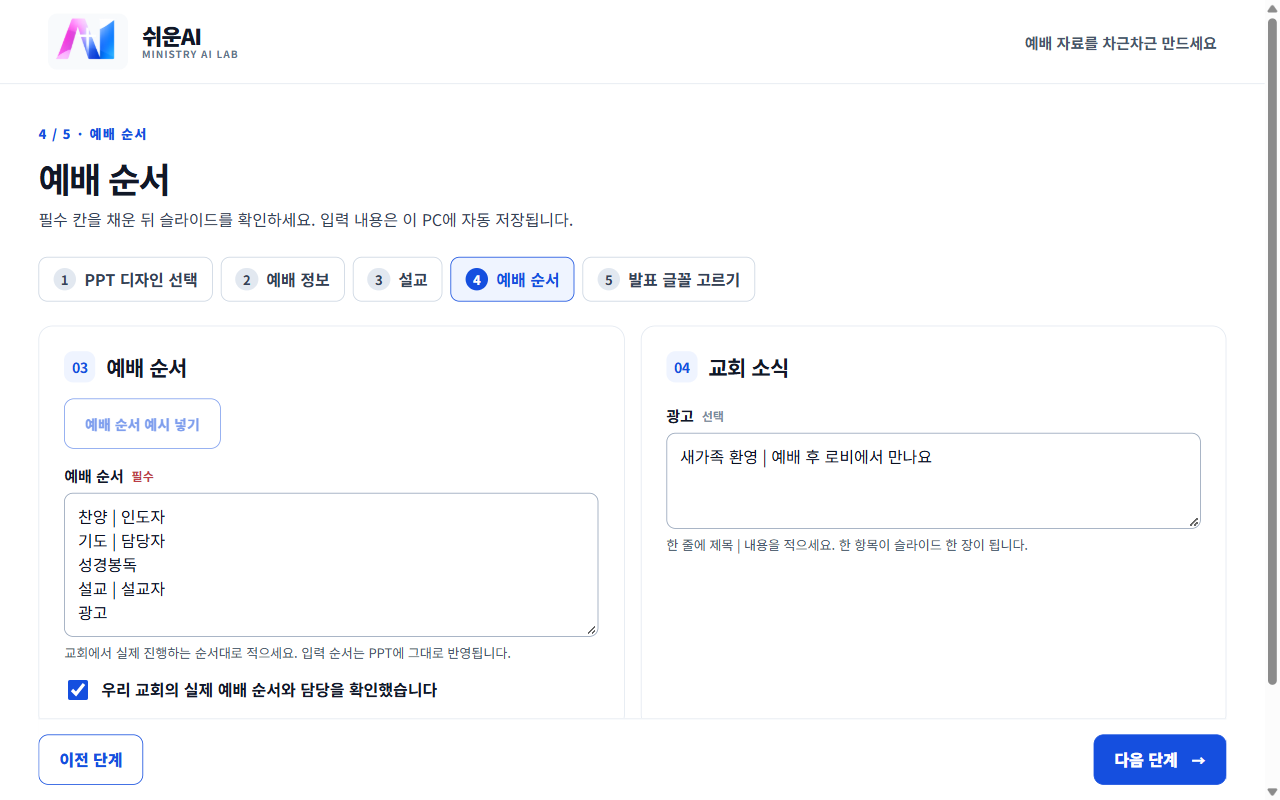 쉬운AI
MINISTRY AI LAB
예배 자료를 차근차근 만드세요
4 / 5 · 예배 순서
예배 순서
필수 칸을 채운 뒤 슬라이드를 확인하세요. 입력 내용은 이 PC에 자동 저장됩니다.
1 PPT 디자인 선택
2 예배 정보
3 설교
4 예배 순서
5 발표 글꼴 고르기
03 예배 순서
예배 순서 예시 넣기
예배 순서 필수
찬양 | 인도자
기도 | 담당자
성경봉독
설교 | 설교자
광고
교회에서 실제 진행하는 순서대로 적으세요. 입력 순서는 PPT에 그대로 반영됩니다.
우리 교회의 실제 예배 순서와 담당을 확인했습니다
04 교회 소식
광고 선택
새가족 환영 | 예배 후 로비에서 만나요
한 줄에 제목 | 내용을 적으세요. 한 항목이 슬라이드 한 장이 됩니다.
이전 단계
다음 단계 →